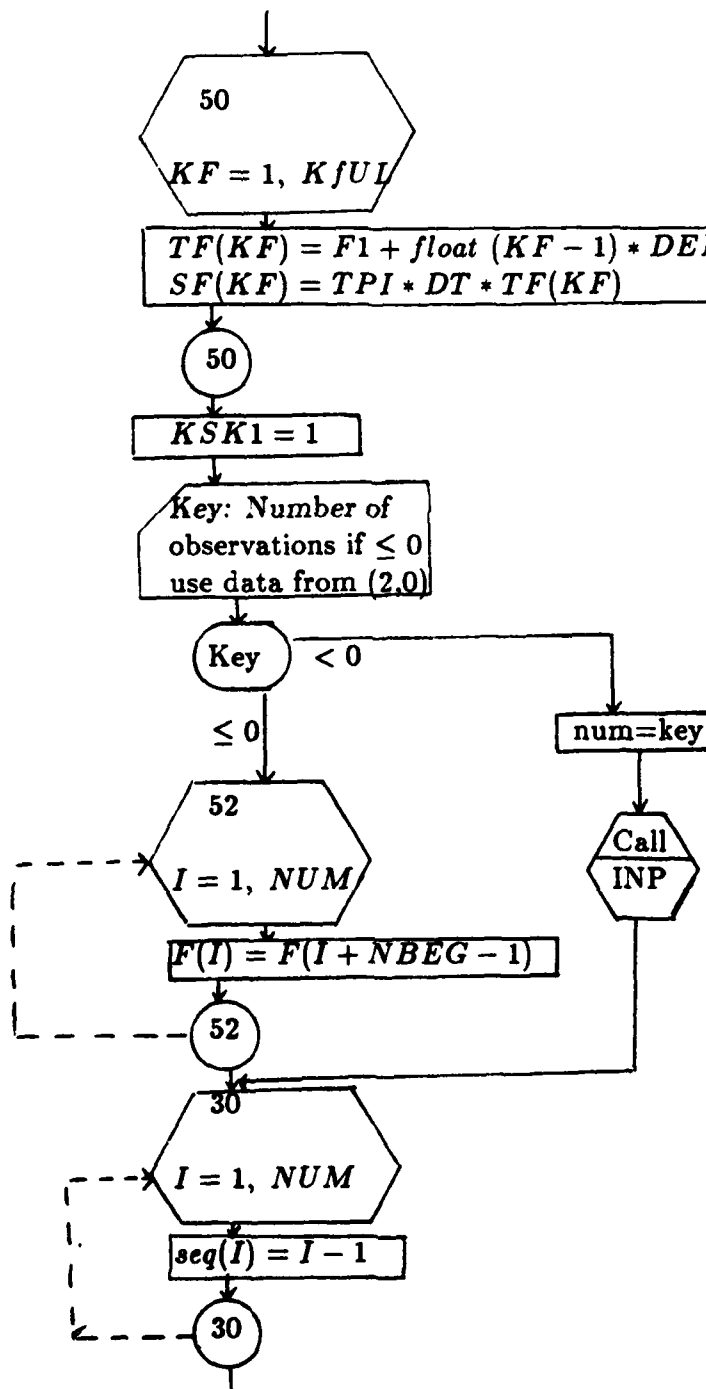 50
KF = 1, KfUL
TF(KF) = F1 + float (KF − 1) * DE
SF(KF) = TPI * DT * TF(KF)
50
KSK1 = 1
Key: Number of
observations if ≤ 0
use data from (2,0)
Key < 0
≤ 0
num=key
52
I = 1, NUM
Call
INP
F(I) = F(I + NBEG − 1)
52
30
I = 1, NUM
seq(I) = I − 1
30